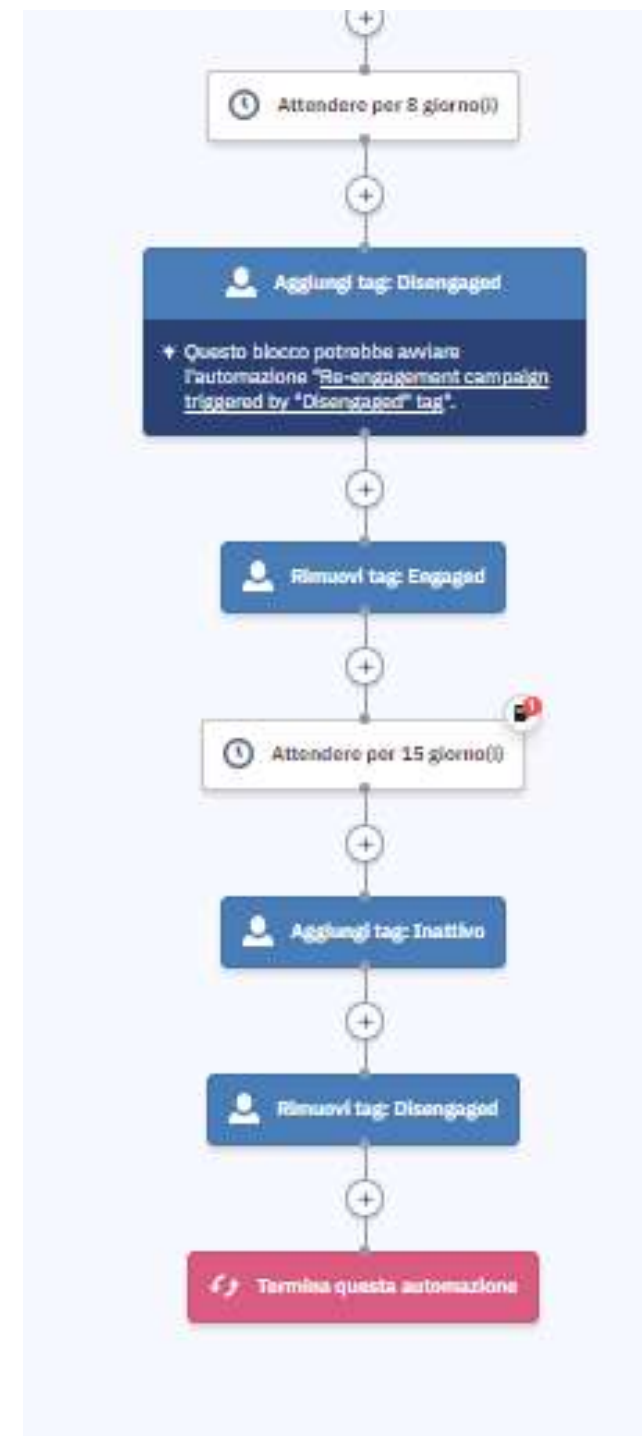 Attendere per 8 giorno(i)
Aggiungi tag: Disengaged
Questo blocco potrebbe avviare
l'automazione "Re-engagement campaign
triggered by "Disengaged" tag".
Rimuovi tag: Engaged
1
Attendere per 15 giorno(i)
Aggiungi tag: Inattivo
Rimuovi tag: Disengaged
Termina questa automazione